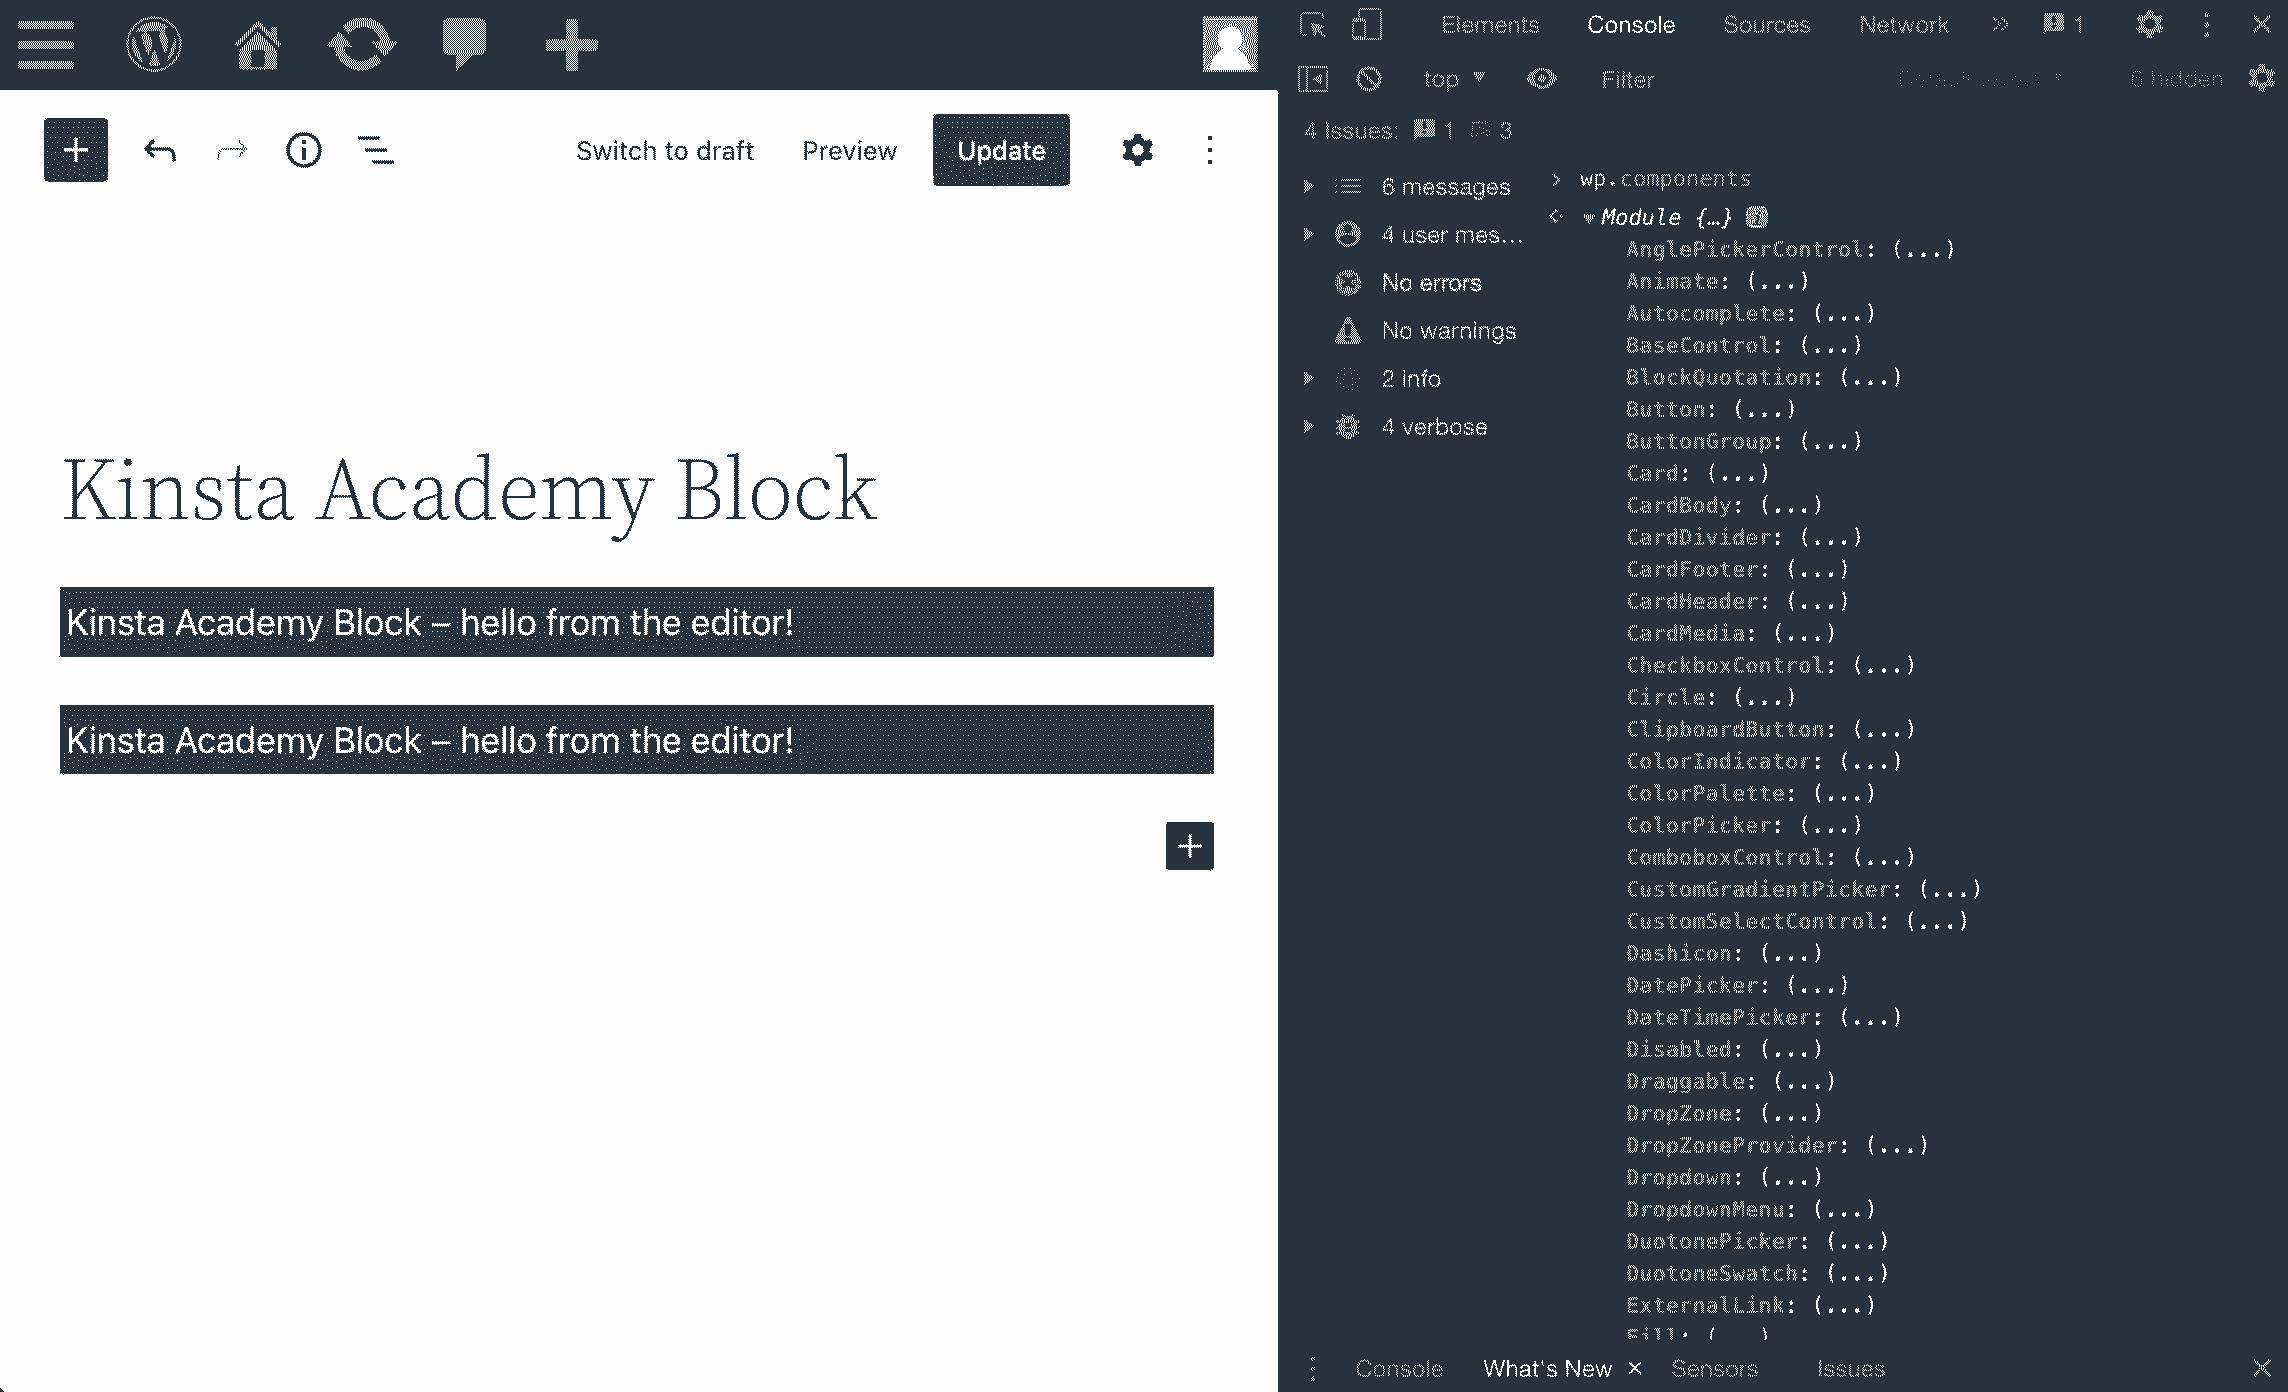 Switch to draft Preview Update
Kinsta Academy Block
Kinsta Academy Block – hello from the editor!
Kinsta Academy Block – hello from the editor!
Elements Console Sources Network » 1
top ▼ Filter 6 hidden
4 Issues: 1 3
6 messages
4 user mes…
No errors
No warnings
2 info
4 verbose
> wp.components
Module {…}
AnglePickerControl: (...)
Animate: (...)
Autocomplete: (...)
BaseControl: (...)
BlockQuotation: (...)
Button: (...)
ButtonGroup: (...)
Card: (...)
CardBody: (...)
CardDivider: (...)
CardFooter: (...)
CardHeader: (...)
CardMedia: (...)
CheckboxControl: (...)
Circle: (...)
ClipboardButton: (...)
ColorIndicator: (...)
ColorPalette: (...)
ColorPicker: (...)
ComboboxControl: (...)
CustomGradientPicker: (...)
CustomSelectControl: (...)
Dashicon: (...)
DatePicker: (...)
DateTimePicker: (...)
Disabled: (...)
Draggable: (...)
DropZone: (...)
DropZoneProvider: (...)
Dropdown: (...)
DropdownMenu: (...)
DuotonePicker: (...)
DuotoneSwatch: (...)
ExternalLink: (...)
Console What's New × Sensors Issues